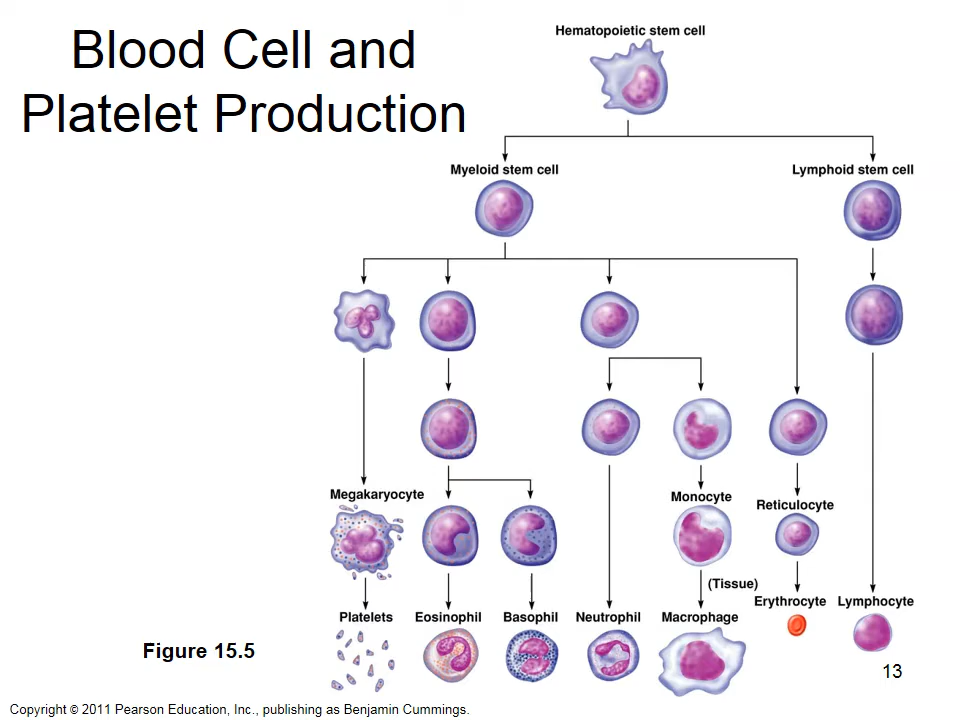 Blood Cell and
Platelet Production
Hematopoietic stem cell
Myeloid stem cell
Lymphoid stem cell
Megakaryocyte
Monocyte
Reticulocyte
(Tissue)
Platelets
Eosinophil
Basophil
Neutrophil
Macrophage
Erythrocyte
Lymphocyte
Figure 15.5
13
Copyright © 2011 Pearson Education, Inc., publishing as Benjamin Cummings.